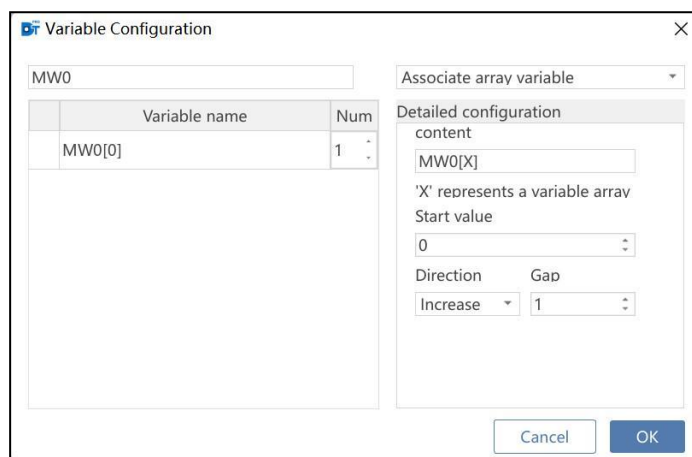 Variable Configuration
MW0
Associate array variable
Variable name
Num
MW0[0]
1
Detailed configuration
content
MW0[X]
'X' represents a variable array
Start value
0
Direction
Gap
Increase
1
Cancel
OK